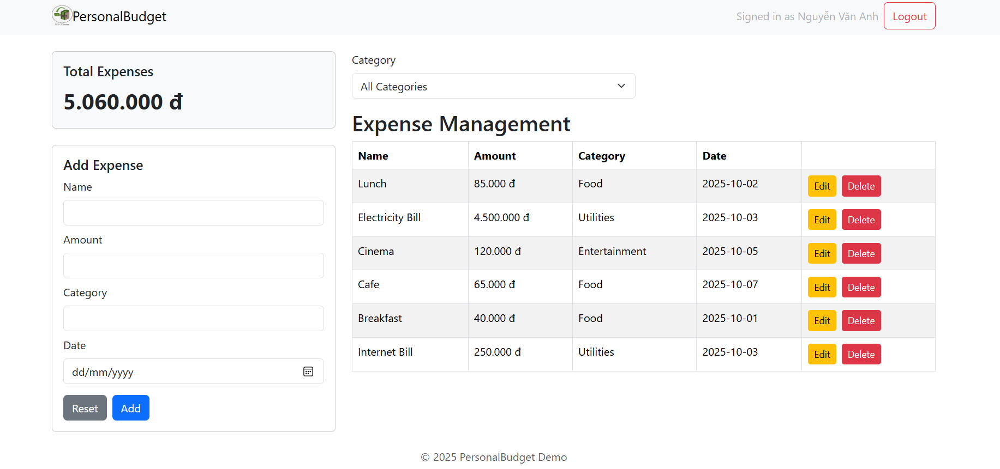 PersonalBudget
Signed in as Nguyễn Văn Anh
Logout
Total Expenses
5.060.000 đ
Add Expense
Name
Amount
Category
Date
dd/mm/yyyy
Reset Add
Category
All Categories
Expense Management
Name Amount Category Date
Lunch 85.000 đ Food 2025-10-02 Edit Delete
Electricity Bill 4.500.000 đ Utilities 2025-10-03 Edit Delete
Cinema 120.000 đ Entertainment 2025-10-05 Edit Delete
Cafe 65.000 đ Food 2025-10-07 Edit Delete
Breakfast 40.000 đ Food 2025-10-01 Edit Delete
Internet Bill 250.000 đ Utilities 2025-10-03 Edit Delete
© 2025 PersonalBudget Demo